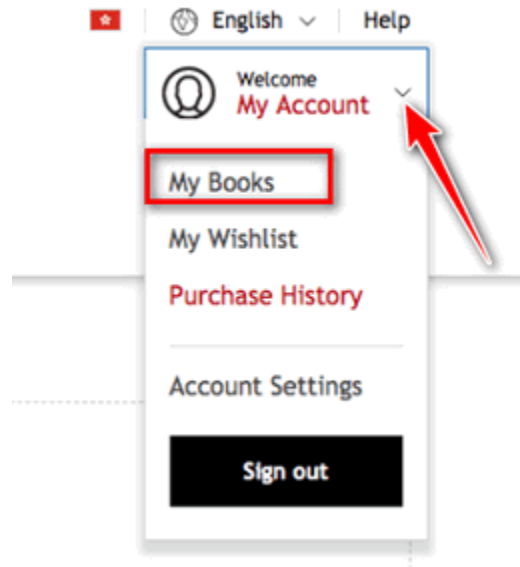 English Help
Welcome
My Account
My Books
My Wishlist
Purchase History
Account Settings
Sign out